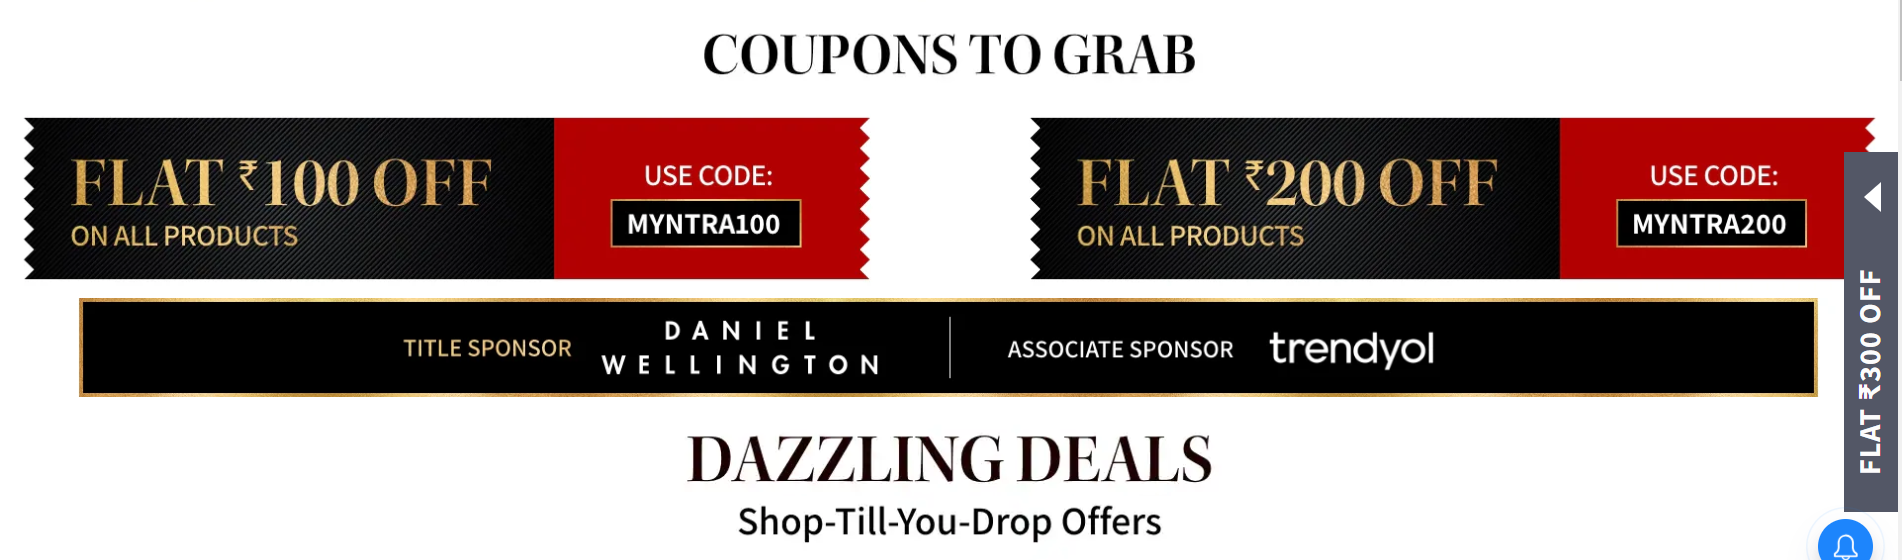 COUPONS TO GRAB
FLAT ₹100 OFF
ON ALL PRODUCTS
USE CODE:
MYNTRA100
FLAT ₹200 OFF
ON ALL PRODUCTS
USE CODE:
MYNTRA200
FLAT ₹300 OFF
TITLE SPONSOR
DANIEL
WELLINGTON
ASSOCIATE SPONSOR
trendyol
DAZZLING DEALS
Shop-Till-You-Drop Offers